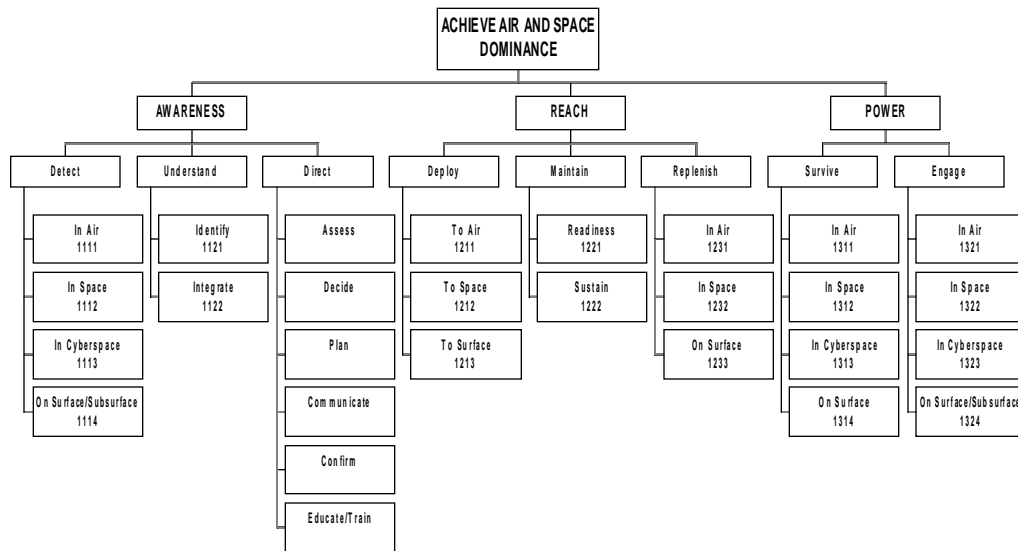 ACHIEVE AIR AND SPACE
DOMINANCE
AWARENESS
REACH
POWER
Detect
Understand
Direct
Deploy
Maintain
Replenish
Survive
Engage
In Air
1111
In Space
1112
In Cyberspace
1113
On Surface/Subsurface
1114
Identify
1121
Integrate
1122
Assess
Decide
Plan
Communicate
Confirm
Educate/Train
To Air
1211
To Space
1212
To Surface
1213
Readiness
1221
Sustain
1222
In Air
1231
In Space
1232
On Surface
1233
In Air
1311
In Space
1312
In Cyberspace
1313
On Surface
1314
In Air
1321
In Space
1322
In Cyberspace
1323
On Surface/Subsurface
1324